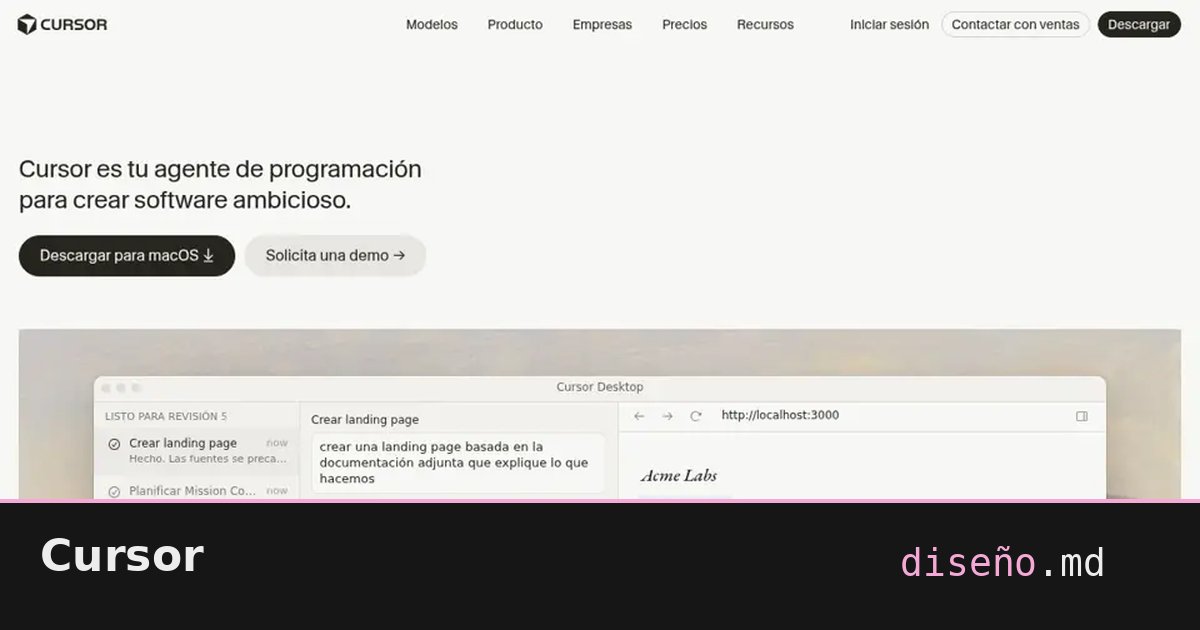 CURSOR
Modelos Producto Empresas Precios Recursos Iniciar sesión Contactar con ventas Descargar
Cursor es tu agente de programación
para crear software ambicioso.
Descargar para macOS ↓ Solicita una demo →
Cursor Desktop
LISTO PARA REVISIÓN 5
Crear landing page now
Hecho. Las fuentes se preca...
Planificar Mission Co... now
Crear landing page
crear una landing page basada en la
documentación adjunta que explique lo que
hacemos
← → http://localhost:3000
Acme Labs
Cursor
diseño.md